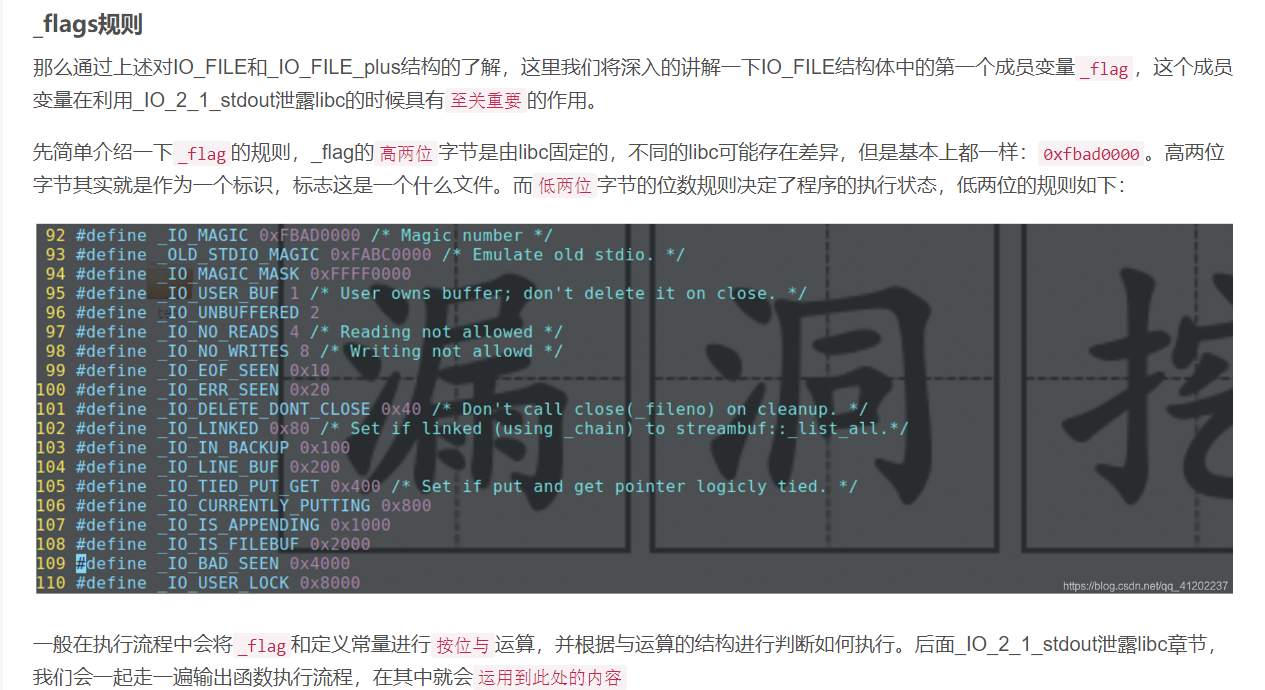 _flags规则
那么通过上述对IO_FILE和_IO_FILE_plus结构的了解，这里我们将深入的讲解一下IO_FILE结构体中的第一个成员变量 _flag ，这个成员
变量在利用_IO_2_1_stdout泄露libc的时候具有 至关重要 的作用。
先简单介绍一下 _flag 的规则，_flag的 高两位 字节是由libc固定的，不同的libc可能存在差异，但是基本上都一样： 0xfbad0000 。高两位
字节其实就是作为一个标识，标志这是一个什么文件。而 低两位 字节的位数规则决定了程序的执行状态，低两位的规则如下：
92 #define _IO_MAGIC 0xFBAD0000 /* Magic number */
93 #define _OLD_STDIO_MAGIC 0xFABC0000 /* Emulate old stdio. */
94 #define _IO_MAGIC_MASK 0xFFFF0000
95 #define _IO_USER_BUF 1 /* User owns buffer; don't delete it on close. */
96 #define _IO_UNBUFFERED 2
97 #define _IO_NO_READS 4 /* Reading not allowed */
98 #define _IO_NO_WRITES 8 /* Writing not allowd */
99 #define _IO_EOF_SEEN 0x10
100 #define _IO_ERR_SEEN 0x20
101 #define _IO_DELETE_DONT_CLOSE 0x40 /* Don't call close(_fileno) on cleanup. */
102 #define _IO_LINKED 0x80 /* Set if linked (using _chain) to streambuf::_list_all.*/
103 #define _IO_IN_BACKUP 0x100
104 #define _IO_LINE_BUF 0x200
105 #define _IO_TIED_PUT_GET 0x400 /* Set if put and get pointer logicly tied. */
106 #define _IO_CURRENTLY_PUTTING 0x800
107 #define _IO_IS_APPENDING 0x1000
108 #define _IO_IS_FILEBUF 0x2000
109 #define _IO_BAD_SEEN 0x4000
110 #define _IO_USER_LOCK 0x8000
漏洞挖
https://blog.csdn.net/qq_41202237
一般在执行流程中会将 _flag 和定义常量进行 按位与 运算，并根据与运算的结构进行判断如何执行。后面_IO_2_1_stdout泄露libc章节，
我们会一起走一遍输出函数执行流程，在其中就会 运用到此处的内容